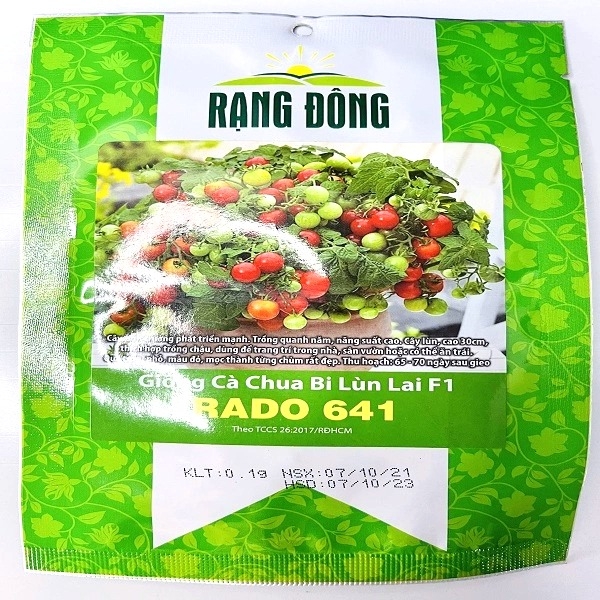 RẠNG ĐÔNG
phát triển mạnh. Trồng quanh năm, năng suất cao. Cây lùn, cao 30cm,
hợp trồng chậu, dùng để trang trí trong nhà, sân vườn hoặc có thể ăn trái.
nhỏ, màu đỏ, mọc thành từng chùm rất đẹp. Thu hoạch: 65 - 70 ngày sau gieo
Giống Cà Chua Bi Lùn Lai F1
RADO 641
Theo TCCS 26:2017/RĐHCM
KLT:0.1g NSX:07/10/21
HSD:07/10/23